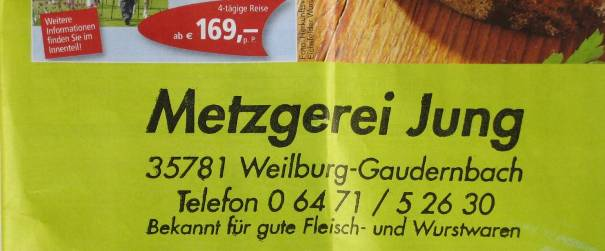 4-tägige Reise
ab € 169,– p. P.
Weitere
Informationen
finden Sie im
Innenteil!
Metzgerei Jung
35781 Weilburg-Gaudernbach
Telefon 0 64 71 / 5 26 30
Bekannt für gute Fleisch- und Wurstwaren